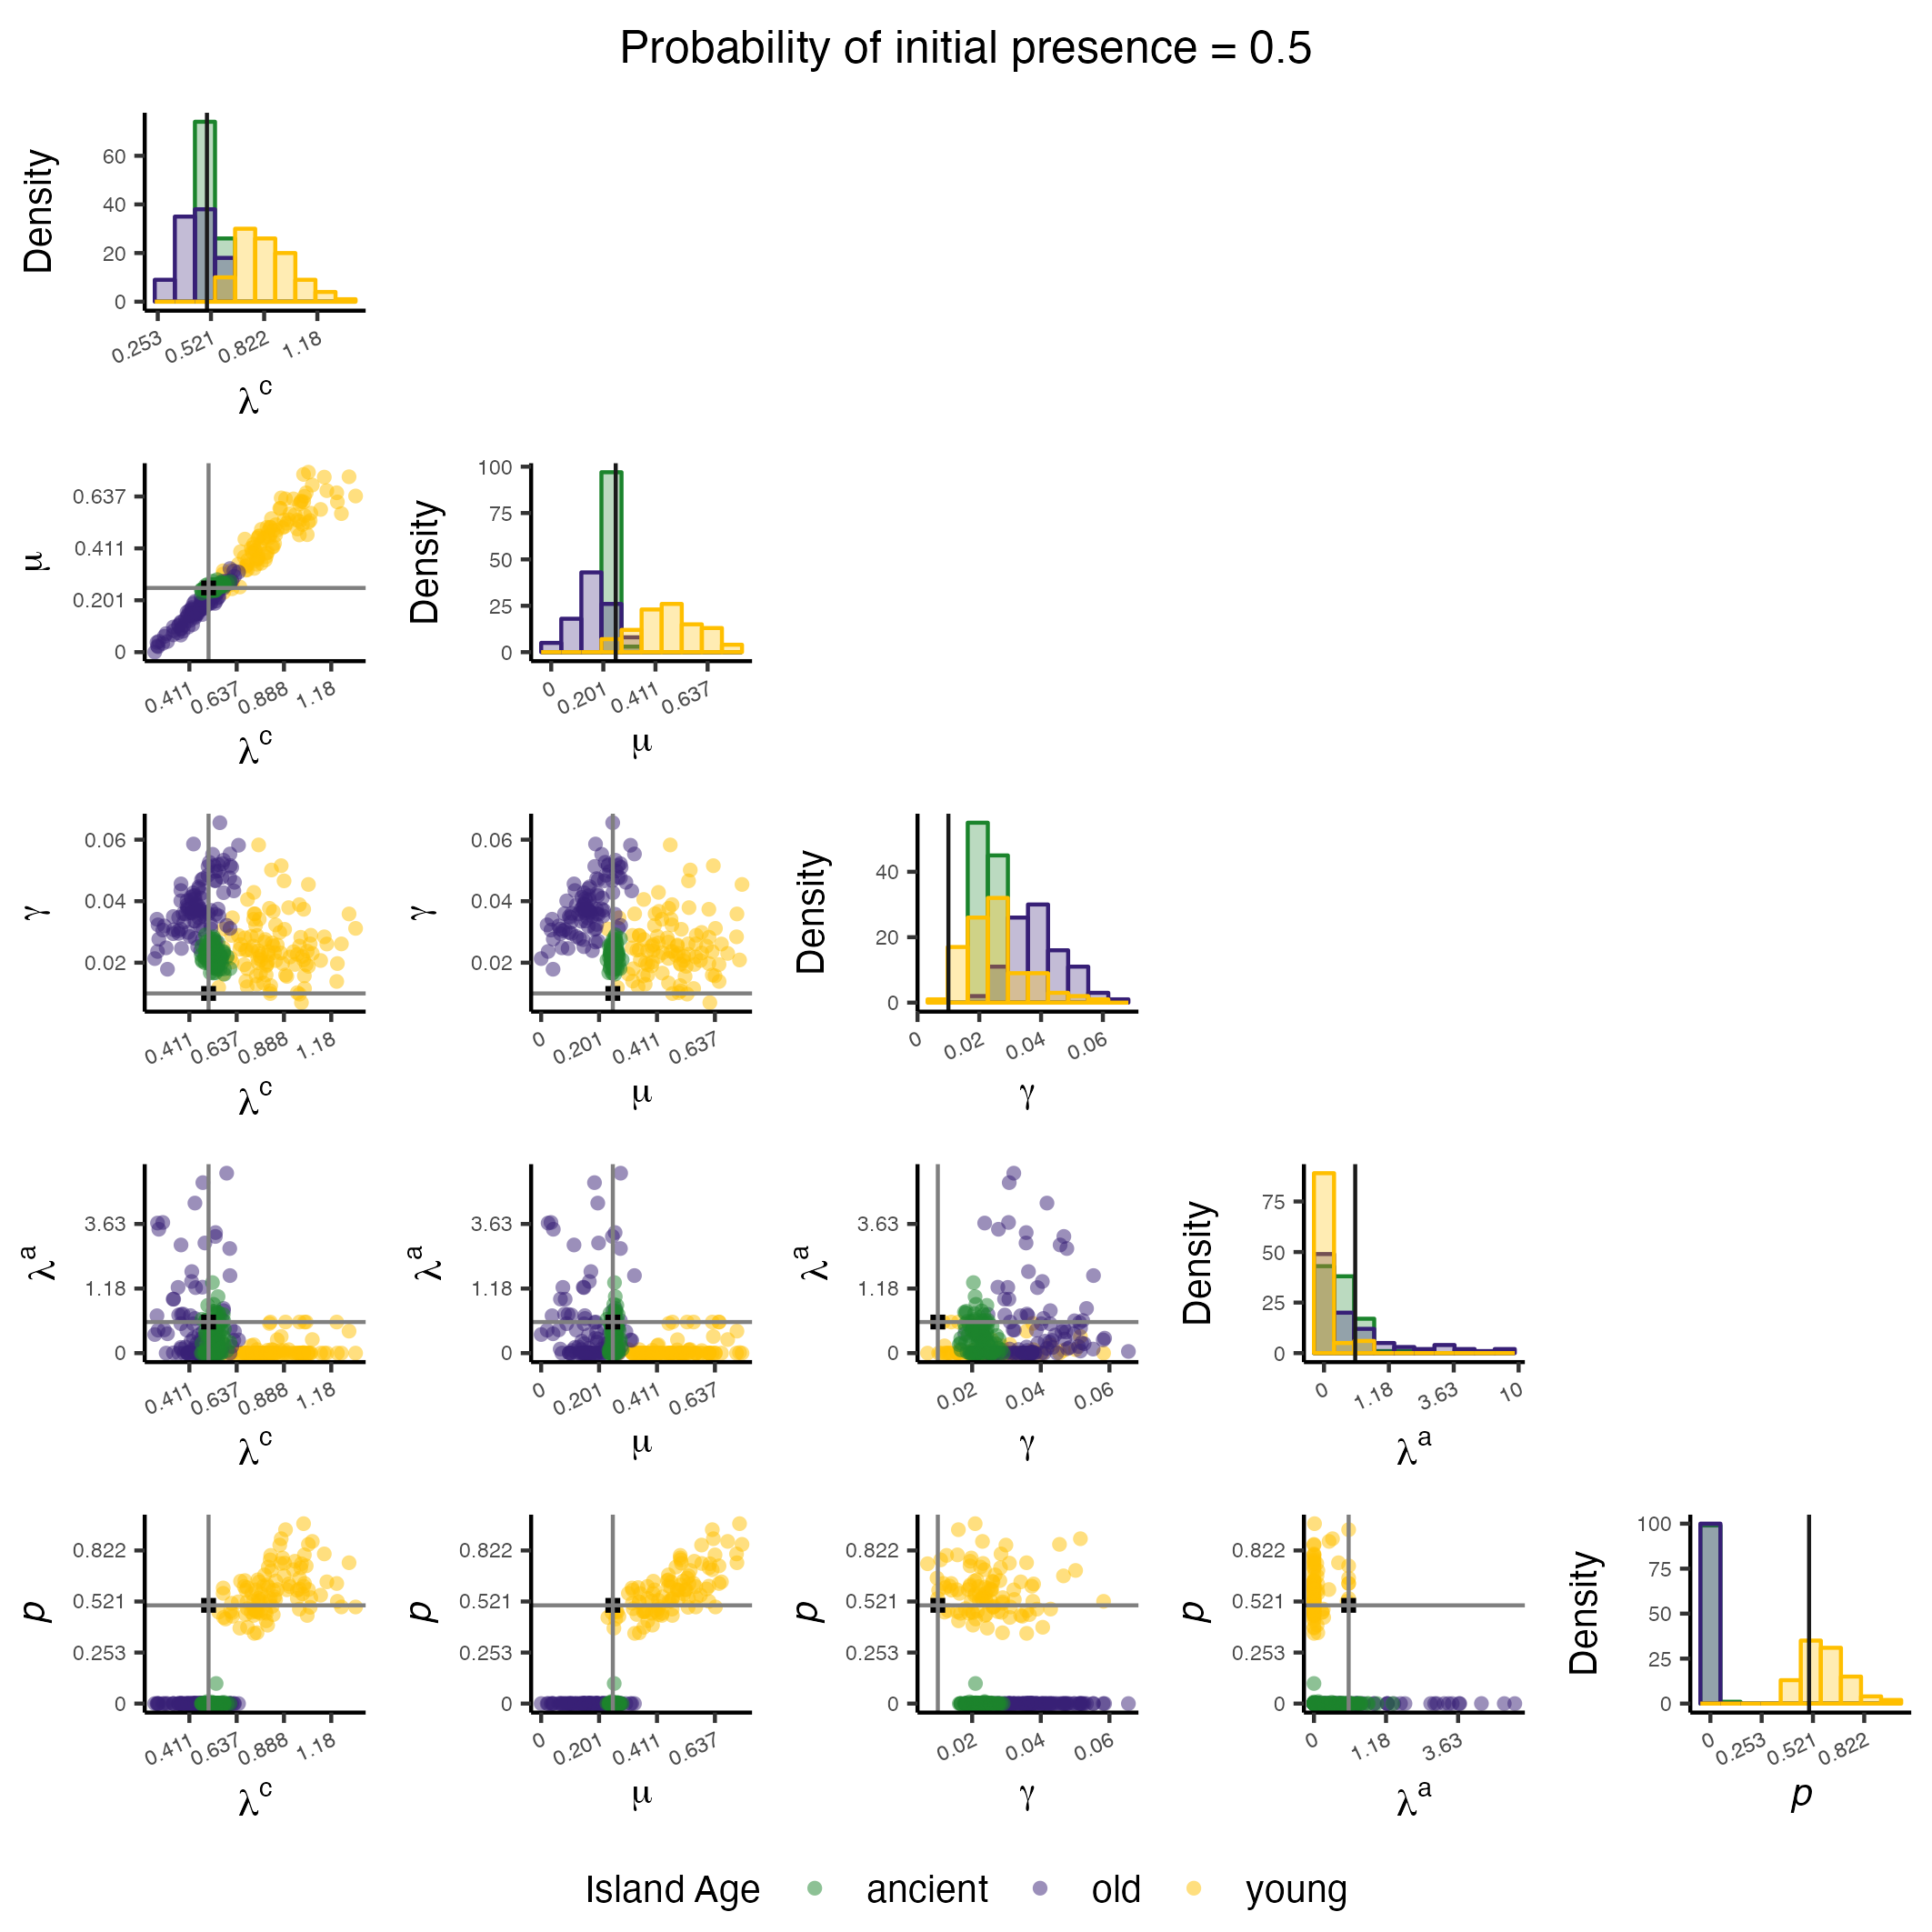 Probability of initial presence = 0.5
Density
60
40
20
0
0.253 0.521 0.822 1.18
λc
μ
0.637
0.411
0.201
0
0.411 0.637 0.888 1.18
λc
Density
100
75
50
25
0
0 0.201 0.411 0.637
μ
γ
0.06
0.04
0.02
0.411 0.637 0.888 1.18
λc
γ
0.06
0.04
0.02
0 0.201 0.411 0.637
μ
Density
40
20
0
0 0.02 0.04 0.06
γ
λa
3.63
1.18
0
0.411 0.637 0.888 1.18
λc
λa
3.63
1.18
0
0 0.201 0.411 0.637
μ
λa
3.63
1.18
0
0.02 0.04 0.06
γ
Density
75
50
25
0
0 1.18 3.63 10
λa
p
0.822
0.521
0.253
0
0.411 0.637 0.888 1.18
λc
p
0.822
0.521
0.253
0
0 0.201 0.411 0.637
μ
p
0.822
0.521
0.253
0
0.02 0.04 0.06
γ
p
0.822
0.521
0.253
0
0 1.18 3.63
λa
Density
100
75
50
25
0
0 0.253 0.521 0.822
p
Island Age ancient old young